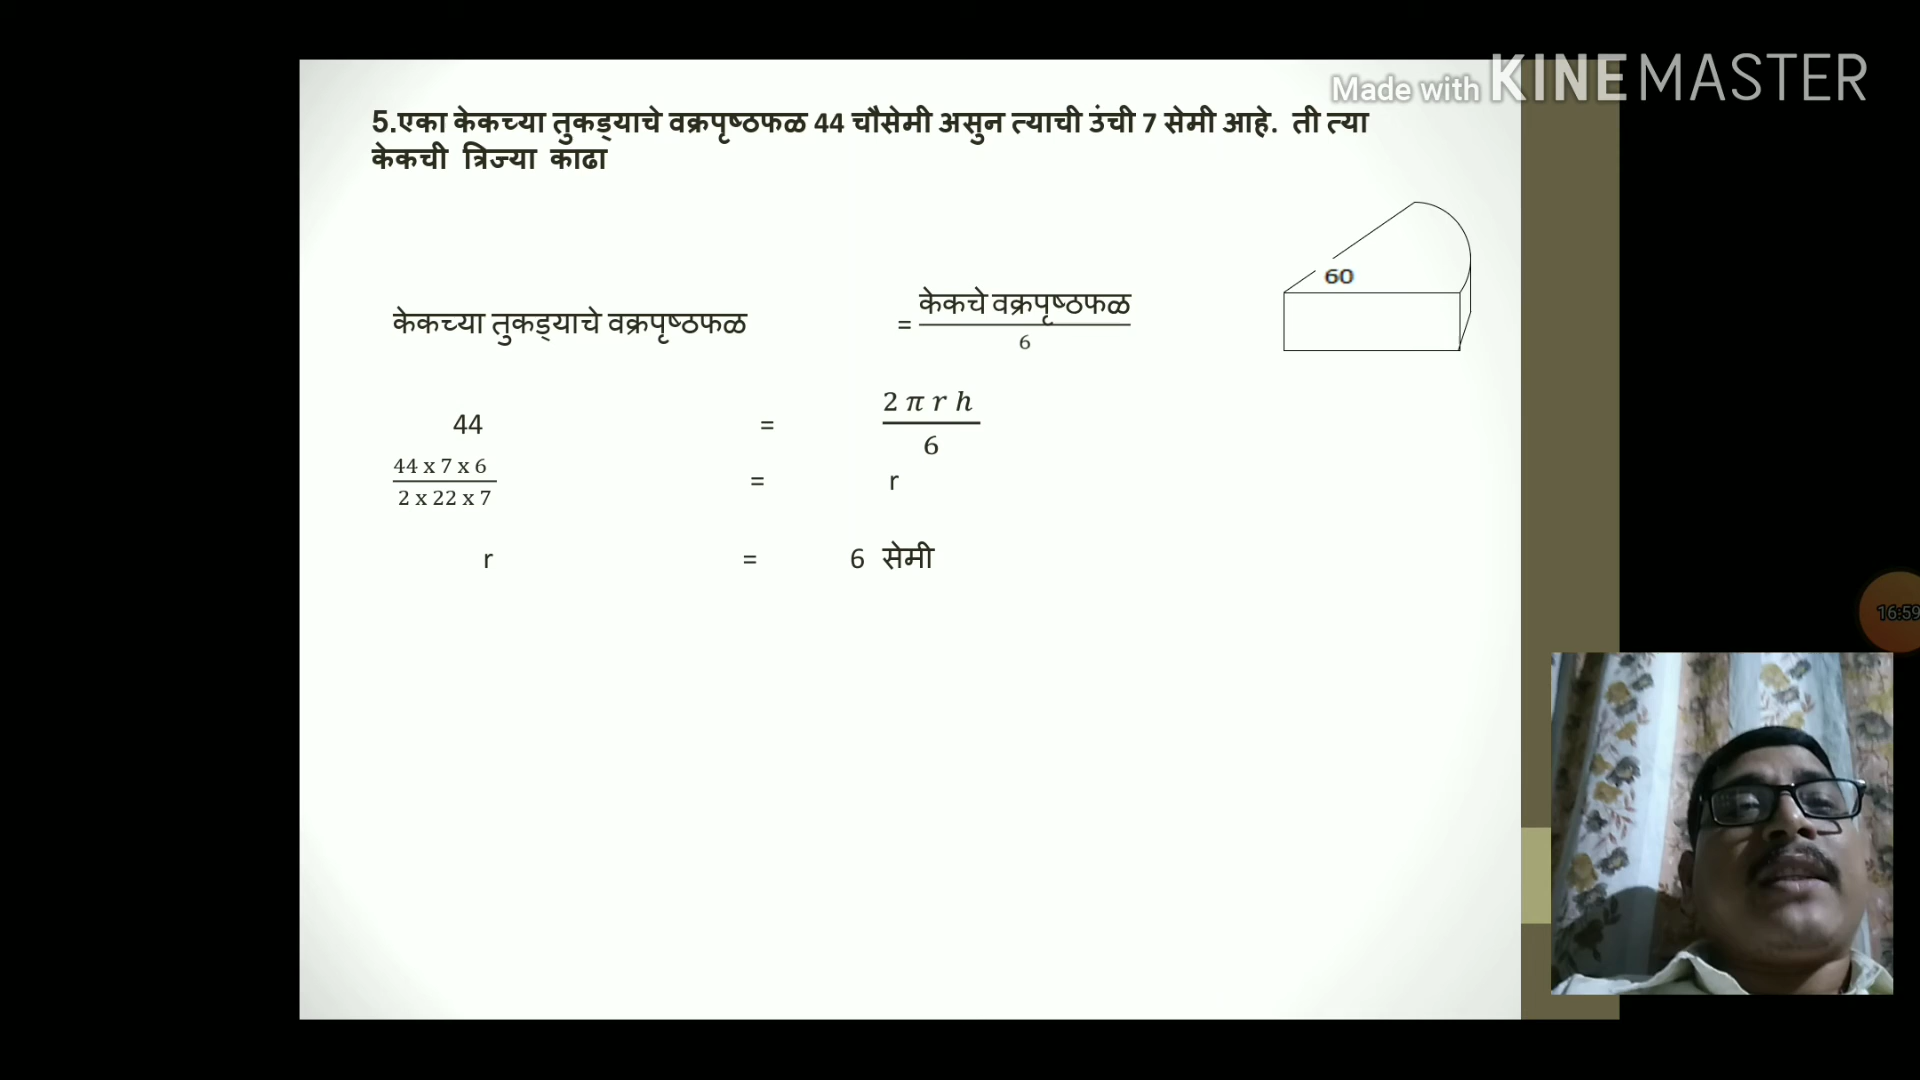 Made with KINEMASTER
5.एका केकच्या तुकड्याचे वक्रपृष्ठफळ 44 चौसेमी असुन त्याची उंची 7 सेमी आहे. ती त्या
केकची त्रिज्या काढा
60
केकच्या तुकड्याचे वक्रपृष्ठफळ = केकचे वक्रपृष्ठफळ
6
44 = 2 π r h
6
44 x 7 x 6
2 x 22 x 7 = r
r = 6 सेमी
16:59